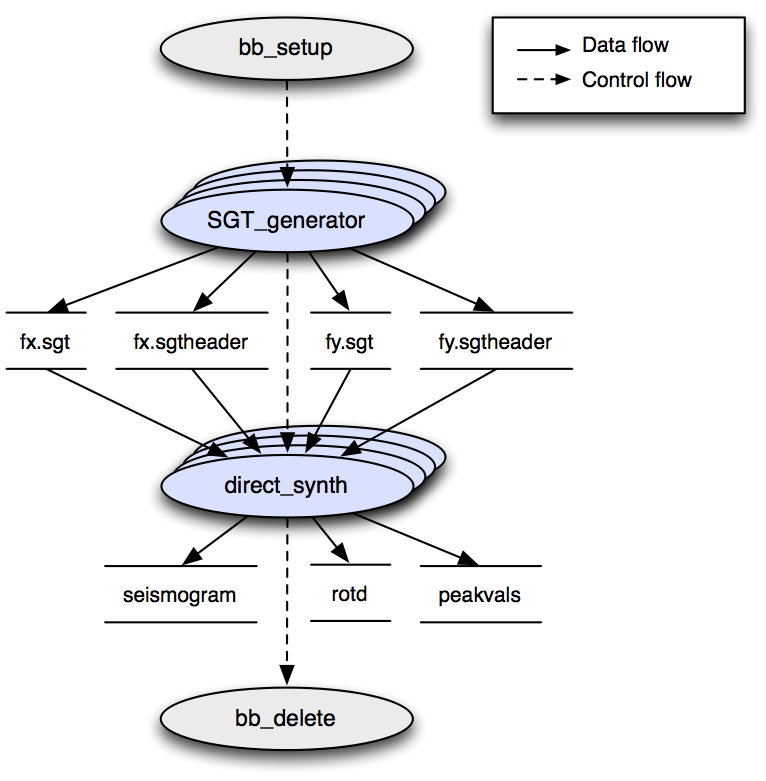 bb_setup
Data flow
Control flow
SGT_generator
fx.sgt
fx.sgtheader
fy.sgt
fy.sgtheader
direct_synth
seismogram
rotd
peakvals
bb_delete